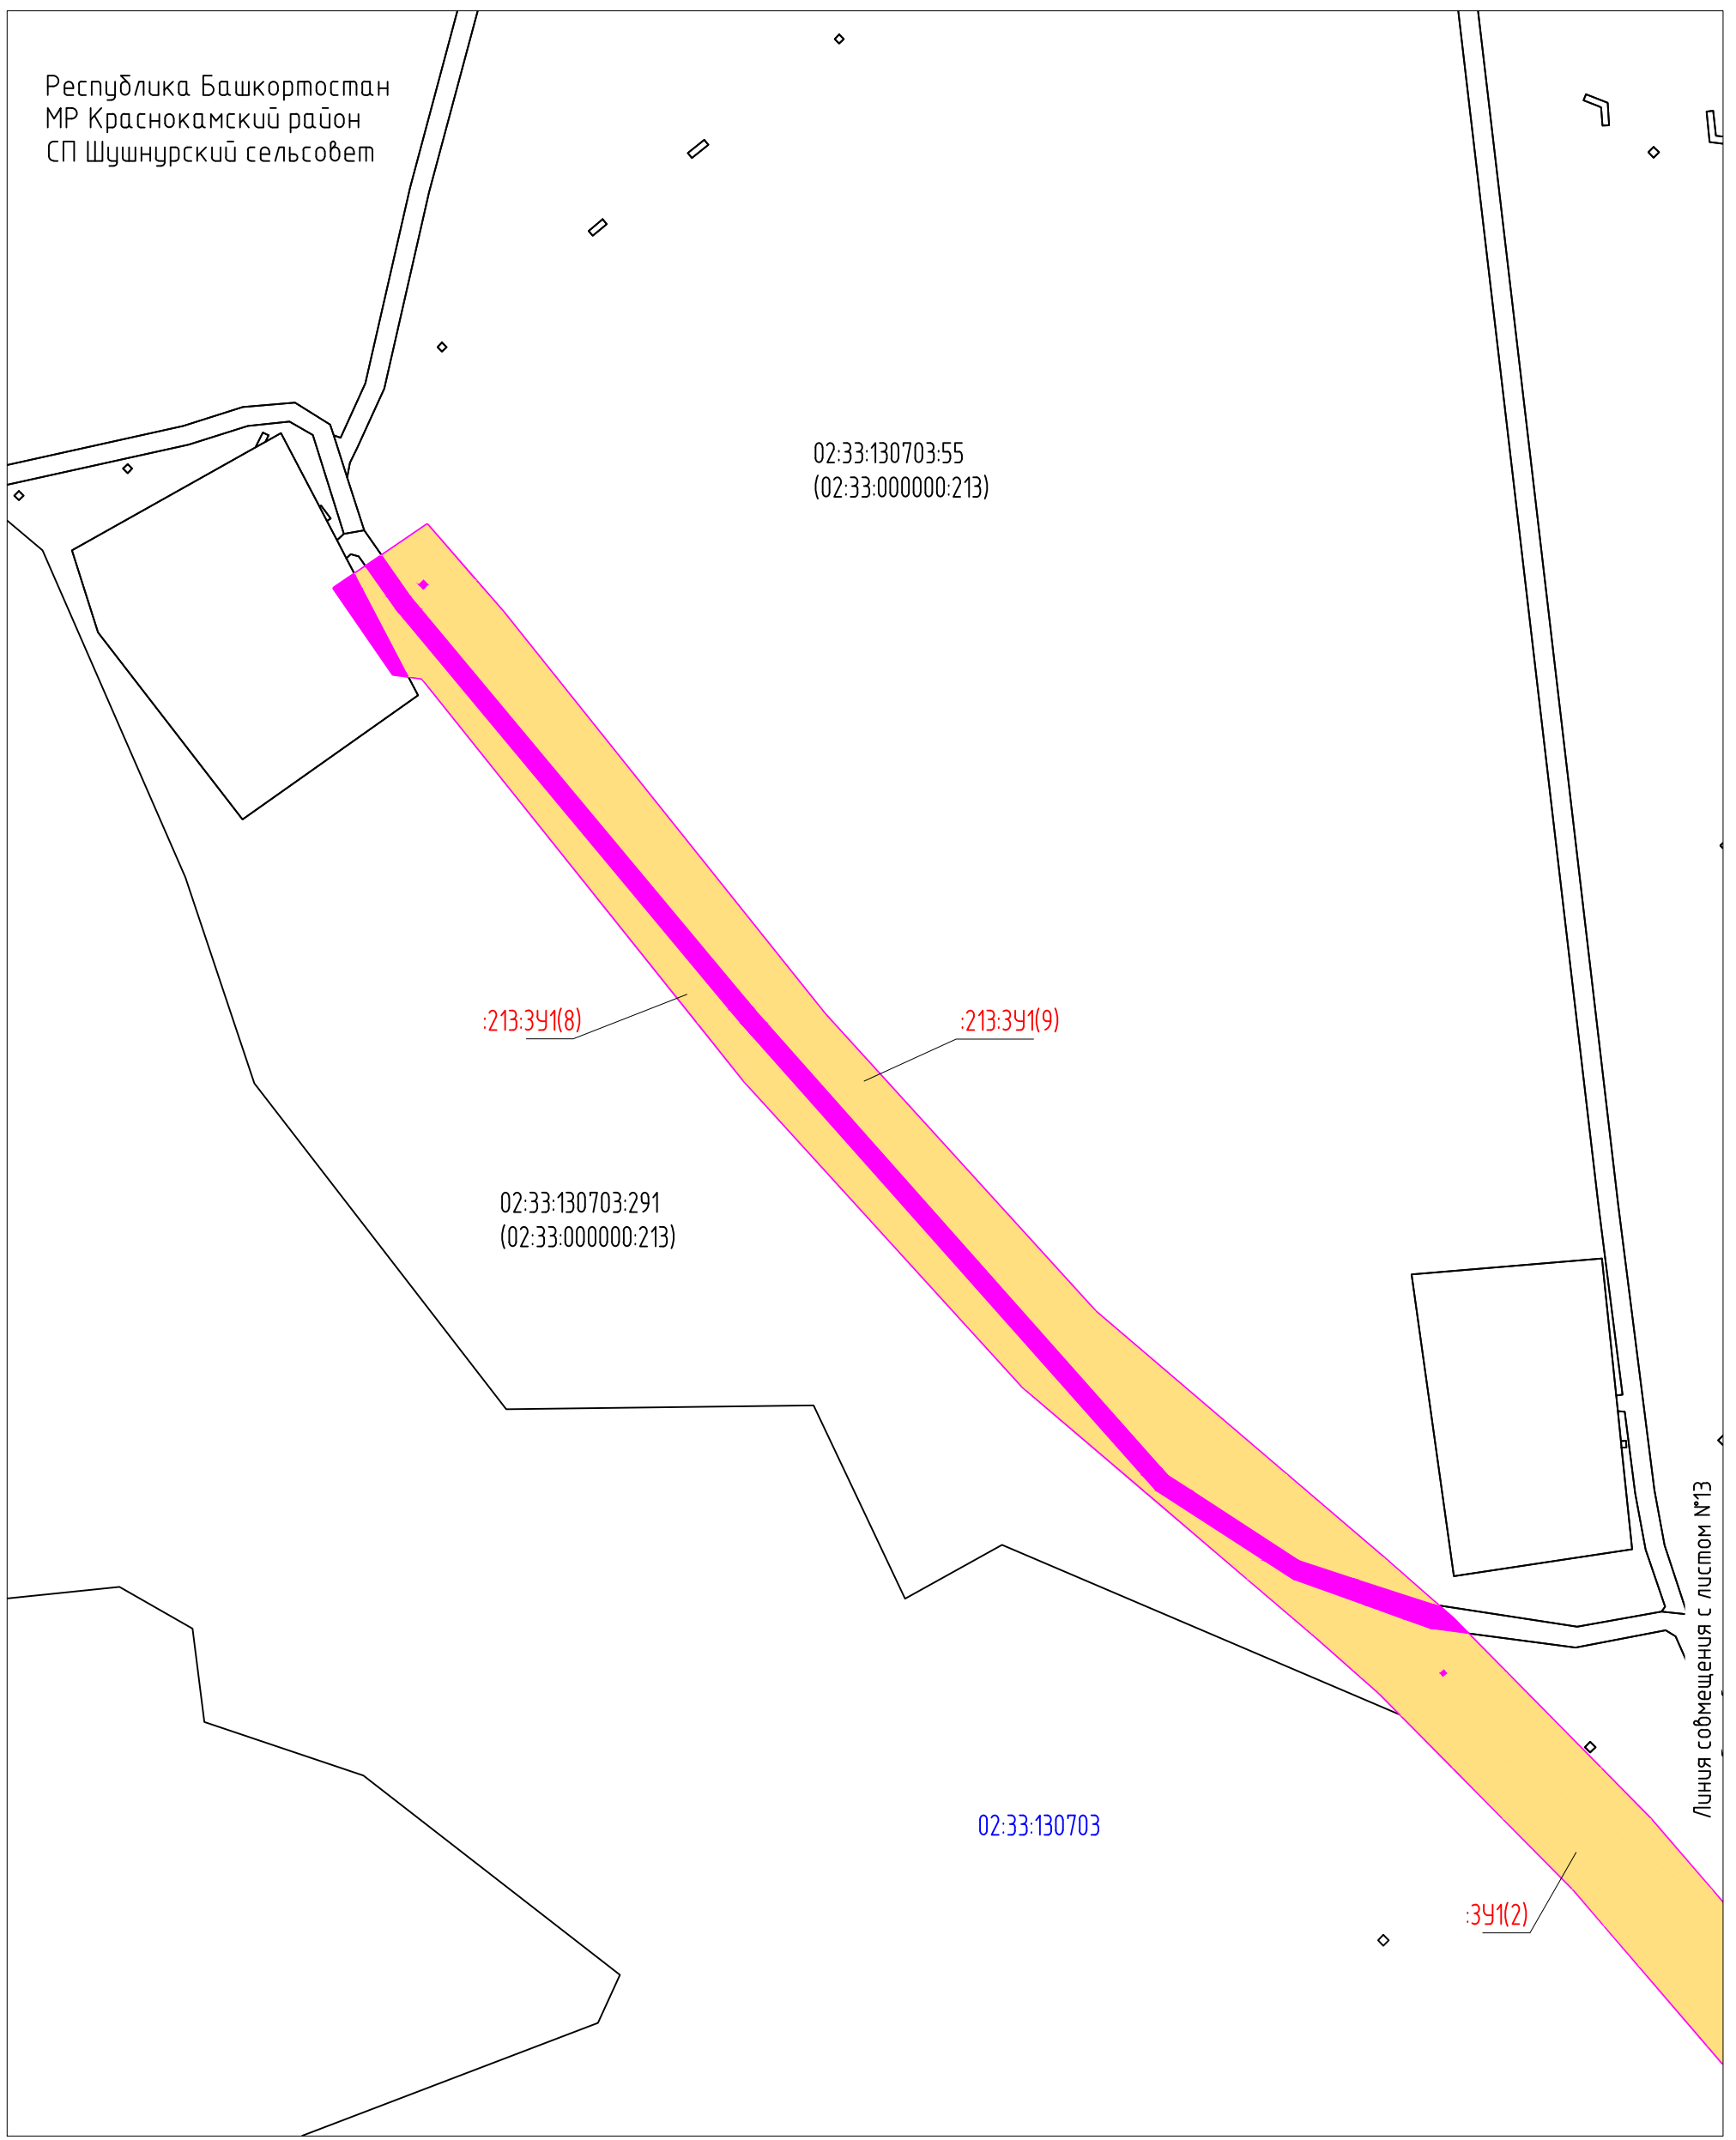 Республика Башкортостан
МР Краснокамский район
СП Шушнурский сельсовет
02:33:130703:55
(02:33:000000:213)
:213:ЗУ1(8)
:213:ЗУ1(9)
02:33:130703:291
(02:33:000000:213)
Линия совмещения с листом №13
02:33:130703
:ЗУ1(2)